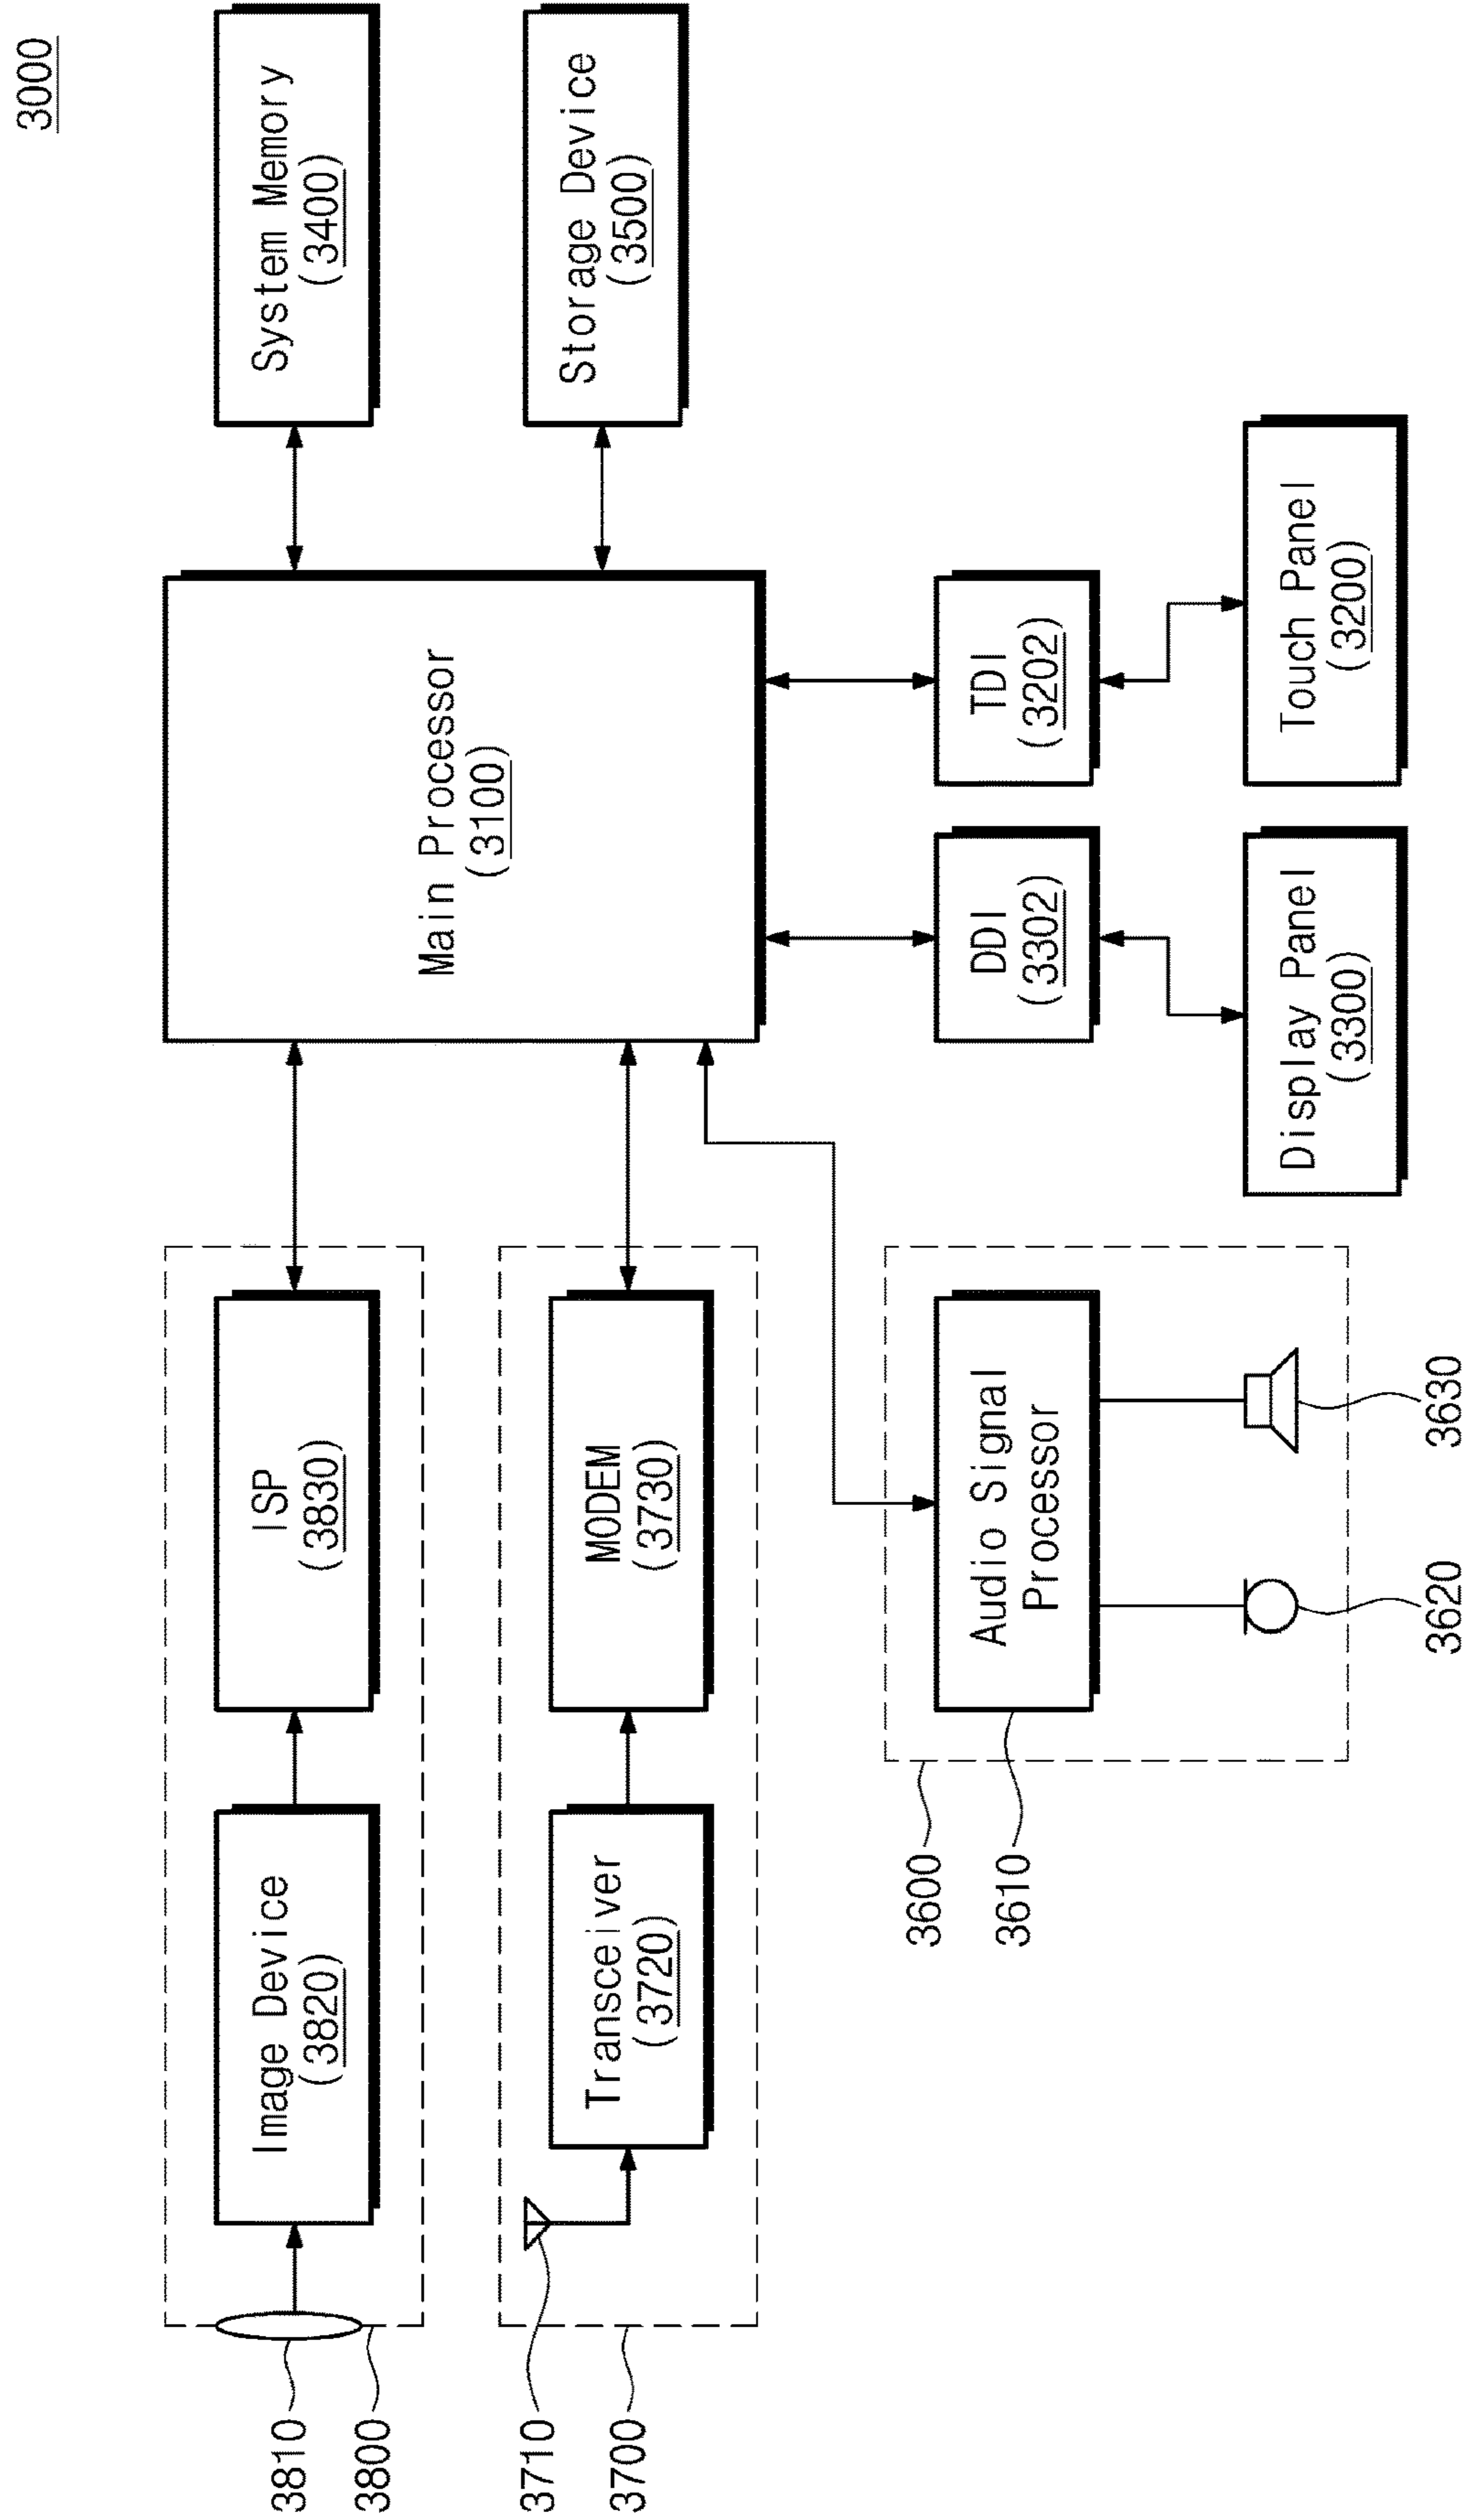 3000
3810
3800
Image Device
(3820)
ISP
(3830)
Main Processor
(3100)
System Memory
(3400)
3710
3700
Transceiver
(3720)
MODEM
(3730)
Storage Device
(3500)
3600
3610
Audio Signal
Processor
DDI
(3302)
TDI
(3202)
Display Panel
(3300)
Touch Panel
(3200)
3620
3630